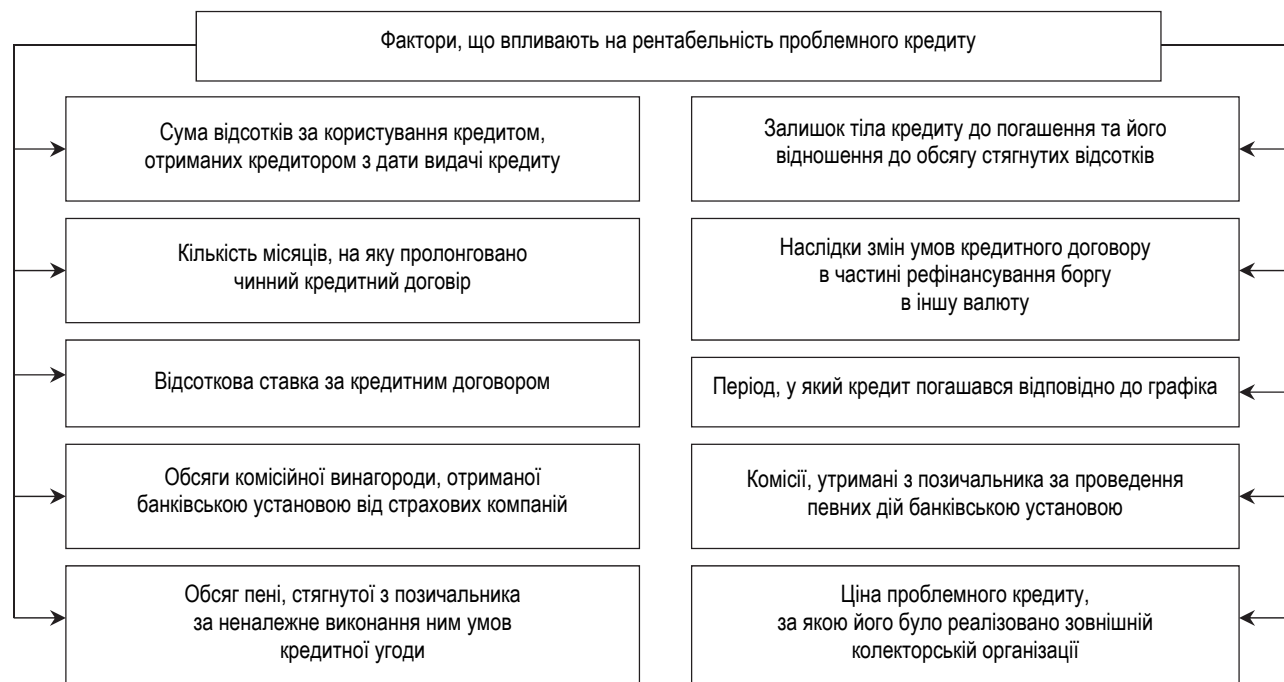 Фактори, що впливають на рентабельність проблемного кредиту
Сума відсотків за користування кредитом,
отриманих кредитором з дати видачі кредиту
Залишок тіла кредиту до погашення та його
відношення до обсягу стягнутих відсотків
Кількість місяців, на яку пролонговано
чинний кредитний договір
Наслідки змін умов кредитного договору
в частині рефінансування боргу
в іншу валюту
Відсоткова ставка за кредитним договором
Період, у який кредит погашався відповідно до графіка
Обсяги комісійної винагороди, отриманої
банківською установою від страхових компаній
Комісії, утримані з позичальника за проведення
певних дій банківською установою
Обсяг пені, стягнутої з позичальника
за неналежне виконання ним умов
кредитної угоди
Ціна проблемного кредиту,
за якою його було реалізовано зовнішній
колекторській організації